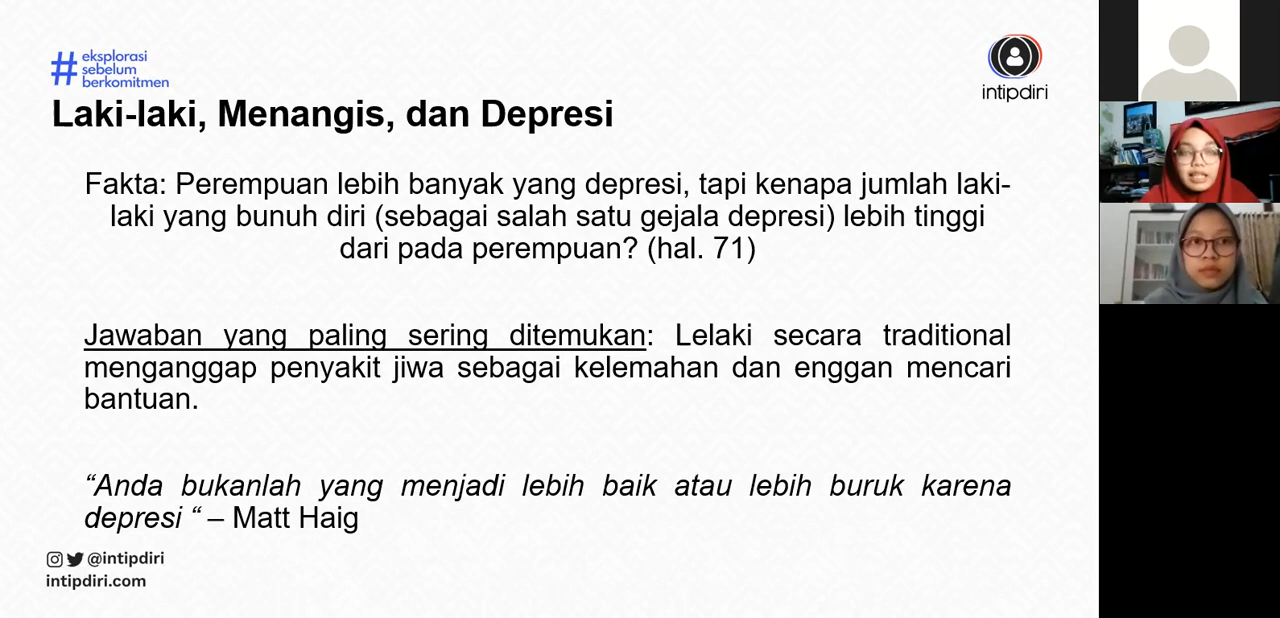 # eksplorasi
sebelum
berkomitmen
intipdiri
Laki-laki, Menangis, dan Depresi
Fakta: Perempuan lebih banyak yang depresi, tapi kenapa jumlah laki-
laki yang bunuh diri (sebagai salah satu gejala depresi) lebih tinggi
dari pada perempuan? (hal. 71)
Jawaban yang paling sering ditemukan: Lelaki secara traditional
menganggap penyakit jiwa sebagai kelemahan dan enggan mencari
bantuan.
“Anda bukanlah yang menjadi lebih baik atau lebih buruk karena
depresi “ – Matt Haig
@intipdiri
intipdiri.com